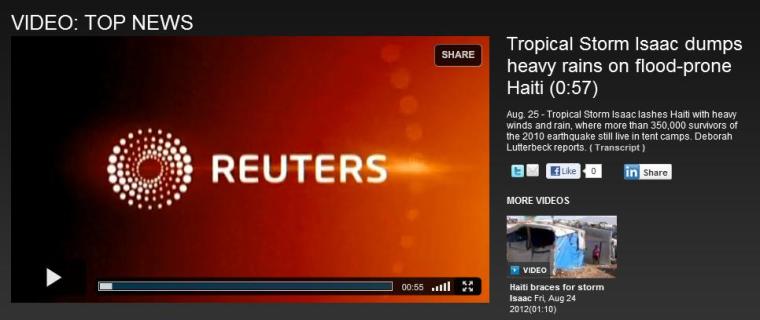 VIDEO: TOP NEWS
SHARE
REUTERS
00:55
Tropical Storm Isaac dumps
heavy rains on flood-prone
Haiti (0:57)
Aug. 25 - Tropical Storm Isaac lashes Haiti with heavy
winds and rain, where more than 350,000 survivors of
the 2010 earthquake still live in tent camps. Deborah
Lutterbeck reports. ( Transcript )
t
f Like 0
in Share
MORE VIDEOS
VIDEO
Haiti braces for storm
Isaac Fri, Aug 24
2012(01:10)